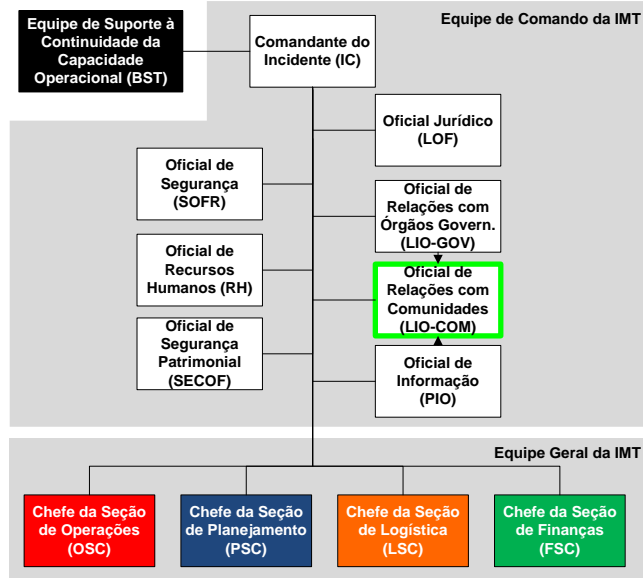 Equipe de Comando da IMT
Equipe de Suporte à
Continuidade da
Capacidade
Operacional (BST)
Comandante do
Incidente (IC)
Oficial Jurídico
(LOF)
Oficial de
Segurança
(SOFR)
Oficial de
Relações com
Órgãos Govern.
(LIO-GOV)
Oficial de
Recursos
Humanos (RH)
Oficial de
Relações com
Comunidades
(LIO-COM)
Oficial de
Segurança
Patrimonial
(SECOF)
Oficial de
Informação
(PIO)
Equipe Geral da IMT
Chefe da Seção
de Operações
(OSC)
Chefe da Seção
de Planejamento
(PSC)
Chefe da Seção
de Logística
(LSC)
Chefe da Seção
de Finanças
(FSC)